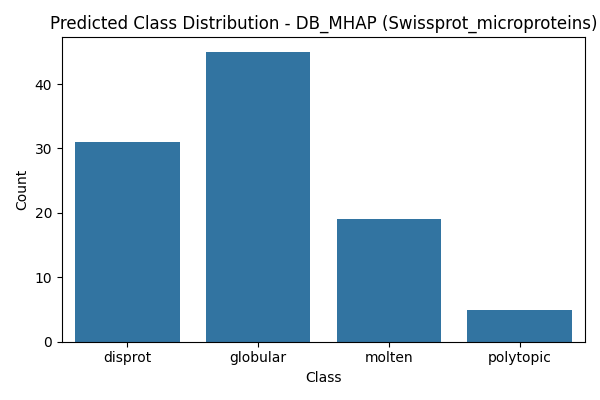 Predicted Class Distribution - DB_MHAP (Swissprot_microproteins)
40
30
20
10
0
Count
disprot globular molten polytopic
Class